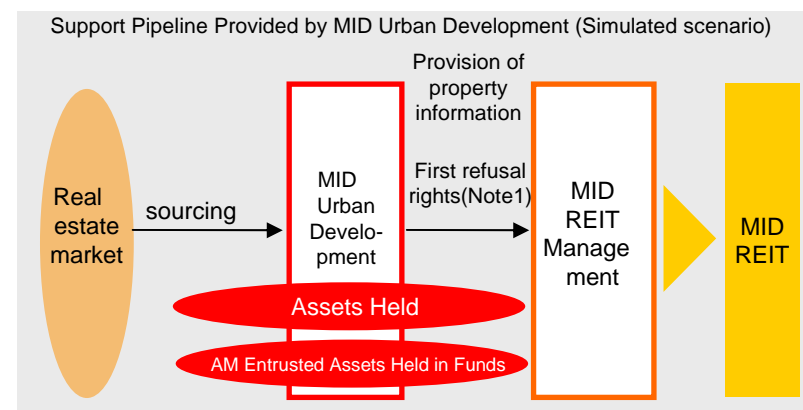 Support Pipeline Provided by MID Urban Development (Simulated scenario)
Provision of
property
information
First refusal
rights(Note1)
Real
estate
market
sourcing
MID
Urban
Develo-
pment
MID
REIT
Manage
ment
MID
REIT
Assets Held
AM Entrusted Assets Held in Funds